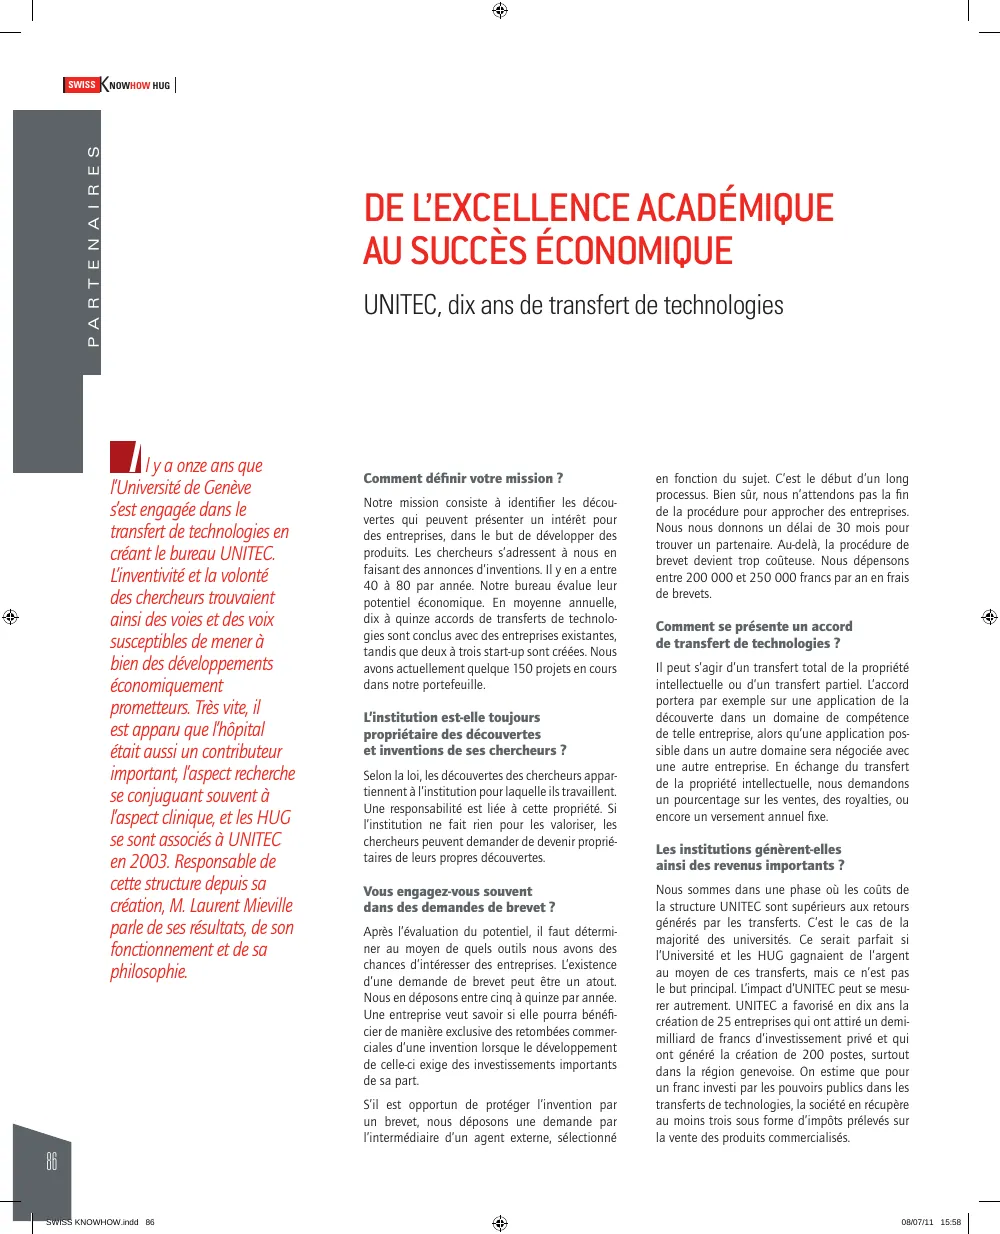 SWISS KNOWHOW HUG
PARTENAIRES
DE L’EXCELLENCE ACADÉMIQUE
AU SUCCÈS ÉCONOMIQUE
UNITEC, dix ans de transfert de technologies
Il y a onze ans que
l’Université de Genève
s’est engagée dans le
transfert de technologies en
créant le bureau UNITEC.
L’inventivité et la volonté
des chercheurs trouvaient
ainsi des voies et des voix
susceptibles de mener à
bien des développements
économiquement
prometteurs. Très vite, il
est apparu que l’hôpital
était aussi un contributeur
important, l’aspect recherche
se conjuguant souvent à
l’aspect clinique, et les HUG
se sont associés à UNITEC
en 2003. Responsable de
cette structure depuis sa
création, M. Laurent Mieville
parle de ses résultats, de son
fonctionnement et de sa
philosophie.
Comment définir votre mission ?
Notre mission consiste à identifier les décou-
vertes qui peuvent présenter un intérêt pour
des entreprises, dans le but de développer des
produits. Les chercheurs s’adressent à nous en
faisant des annonces d’inventions. Il y en a entre
40 à 80 par année. Notre bureau évalue leur
potentiel économique. En moyenne annuelle,
dix à quinze accords de transferts de technolo-
gies sont conclus avec des entreprises existantes,
tandis que deux à trois start-up sont créées. Nous
avons actuellement quelque 150 projets en cours
dans notre portefeuille.
L’institution est-elle toujours
propriétaire des découvertes
et inventions de ses chercheurs ?
Selon la loi, les découvertes des chercheurs appar-
tiennent à l’institution pour laquelle ils travaillent.
Une responsabilité est liée à cette propriété. Si
l’institution ne fait rien pour les valoriser, les
chercheurs peuvent demander de devenir proprié-
taires de leurs propres découvertes.
Vous engagez-vous souvent
dans des demandes de brevet ?
Après l’évaluation du potentiel, il faut détermi-
ner au moyen de quels outils nous avons des
chances d’intéresser des entreprises. L’existence
d’une demande de brevet peut être un atout.
Nous en déposons entre cinq à quinze par année.
Une entreprise veut savoir si elle pourra bénéfi-
cier de manière exclusive des retombées commer-
ciales d’une invention lorsque le développement
de celle-ci exige des investissements importants
de sa part.
S’il est opportun de protéger l’invention par
un brevet, nous déposons une demande par
l’intermédiaire d’un agent externe, sélectionné
en fonction du sujet. C’est le début d’un long
processus. Bien sûr, nous n’attendons pas la fin
de la procédure pour approcher des entreprises.
Nous nous donnons un délai de 30 mois pour
trouver un partenaire. Au-delà, la procédure de
brevet devient trop coûteuse. Nous dépensons
entre 200 000 et 250 000 francs par an en frais
de brevets.
Comment se présente un accord
de transfert de technologies ?
Il peut s’agir d’un transfert total de la propriété
intellectuelle ou d’un transfert partiel. L’accord
portera par exemple sur une application de la
découverte dans un domaine de compétence
de telle entreprise, alors qu’une application pos-
sible dans un autre domaine sera négociée avec
une autre entreprise. En échange du transfert
de la propriété intellectuelle, nous demandons
un pourcentage sur les ventes, des royalties, ou
encore un versement annuel fixe.
Les institutions génèrent-elles
ainsi des revenus importants ?
Nous sommes dans une phase où les coûts de
la structure UNITEC sont supérieurs aux retours
générés par les transferts. C’est le cas de la
majorité des universités. Ce serait parfait si
l’Université et les HUG gagnaient de l’argent
au moyen de ces transferts, mais ce n’est pas
le but principal. L’impact d’UNITEC peut se mesu-
rer autrement. UNITEC a favorisé en dix ans la
création de 25 entreprises qui ont attiré un demi-
milliard de francs d’investissement privé et qui
ont généré la création de 200 postes, surtout
dans la région genevoise. On estime que pour
un franc investi par les pouvoirs publics dans les
transferts de technologies, la société en récupère
au moins trois sous forme d’impôts prélevés sur
la vente des produits commercialisés.
86
SWISS KNOWHOW.indd 86
08/07/11 15:58